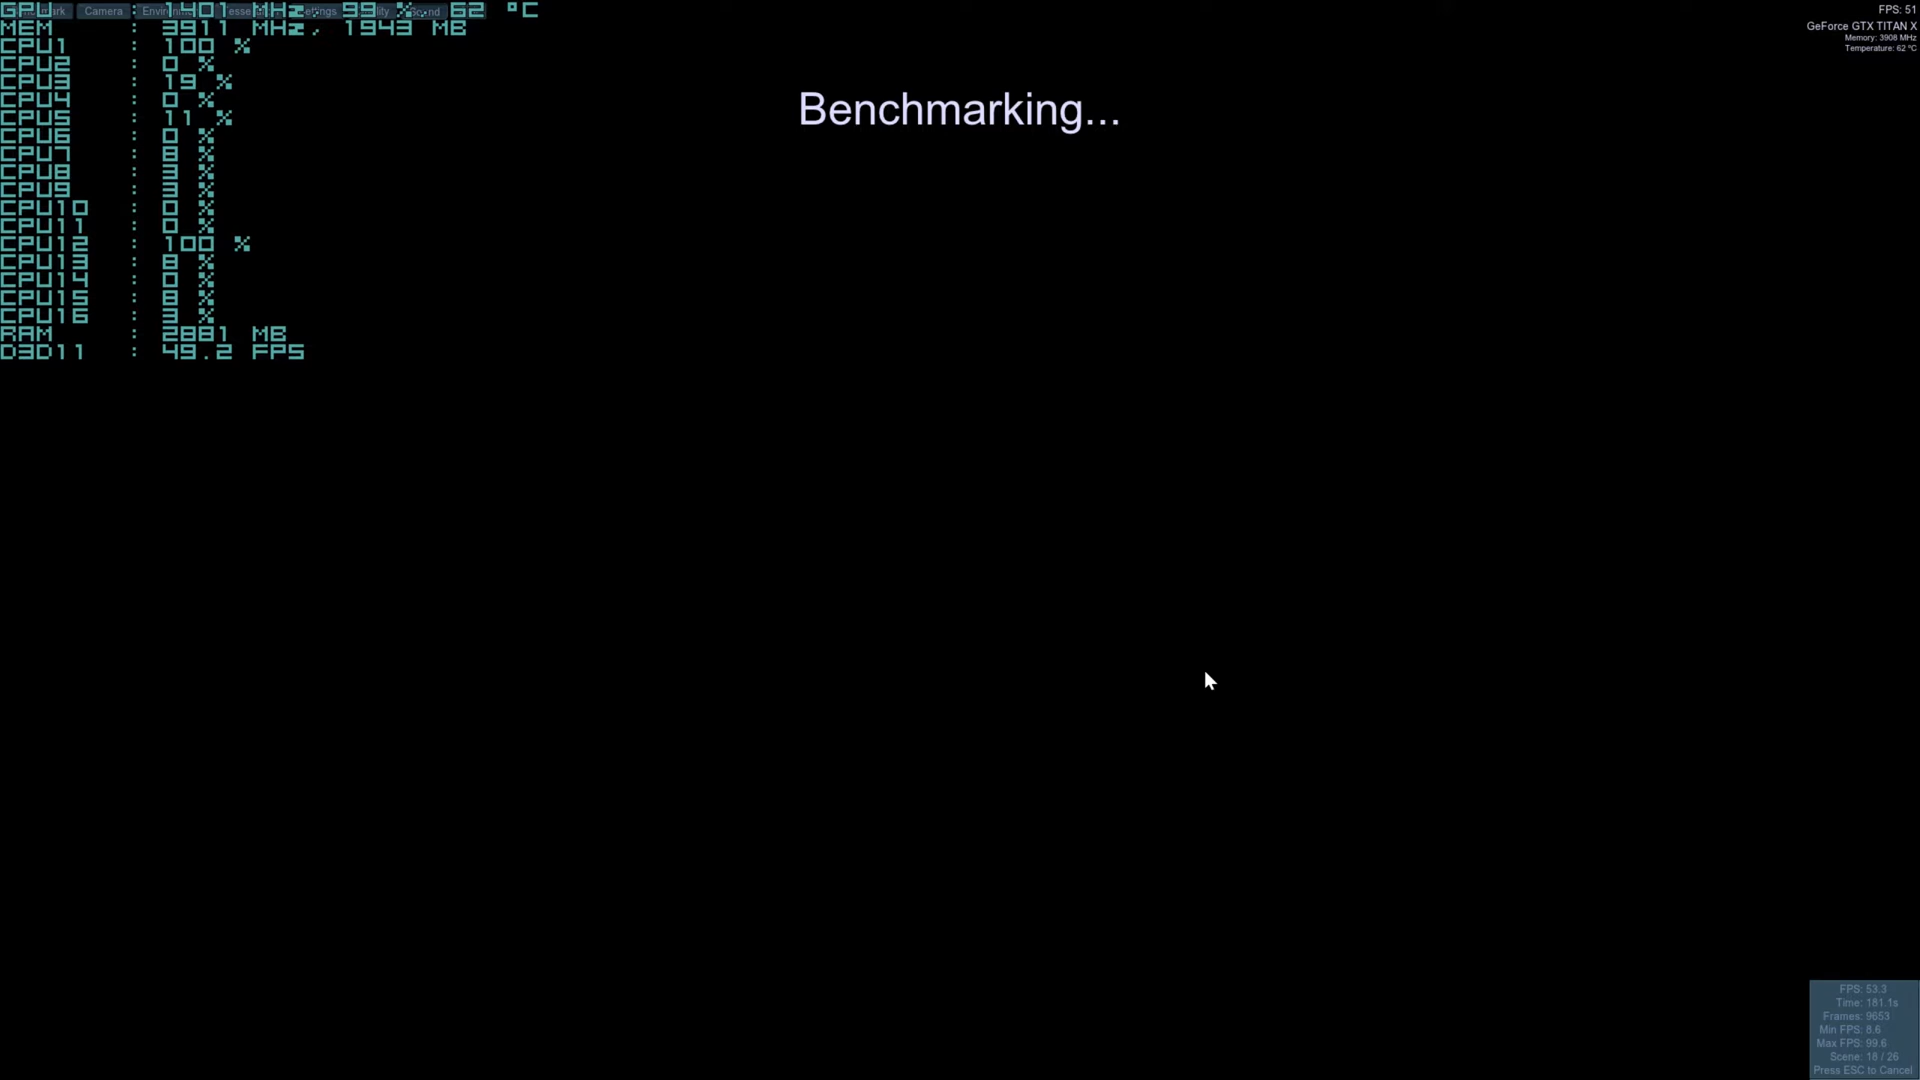 GPU : 1401 MHz, 99 %, 62 °C
MEM : 3911 MHz, 1943 MB
CPU1 : 100 %
CPU2 : 0 %
CPU3 : 19 %
CPU4 : 0 %
CPU5 : 11 %
CPU6 : 0 %
CPU7 : 8 %
CPU8 : 3 %
CPU9 : 3 %
CPU10 : 0 %
CPU11 : 0 %
CPU12 : 100 %
CPU13 : 8 %
CPU14 : 0 %
CPU15 : 8 %
CPU16 : 3 %
RAM : 2881 MB
D3D11 : 49.2 FPS
Camera
Benchmarking...
FPS: 51
GeForce GTX TITAN X
Memory: 3908 MHz
Temperature: 62 °C
FPS: 53.3
Time: 181.1s
Frames: 9653
Min FPS: 8.6
Max FPS: 99.6
Scene: 18 / 26
Press ESC to Cancel